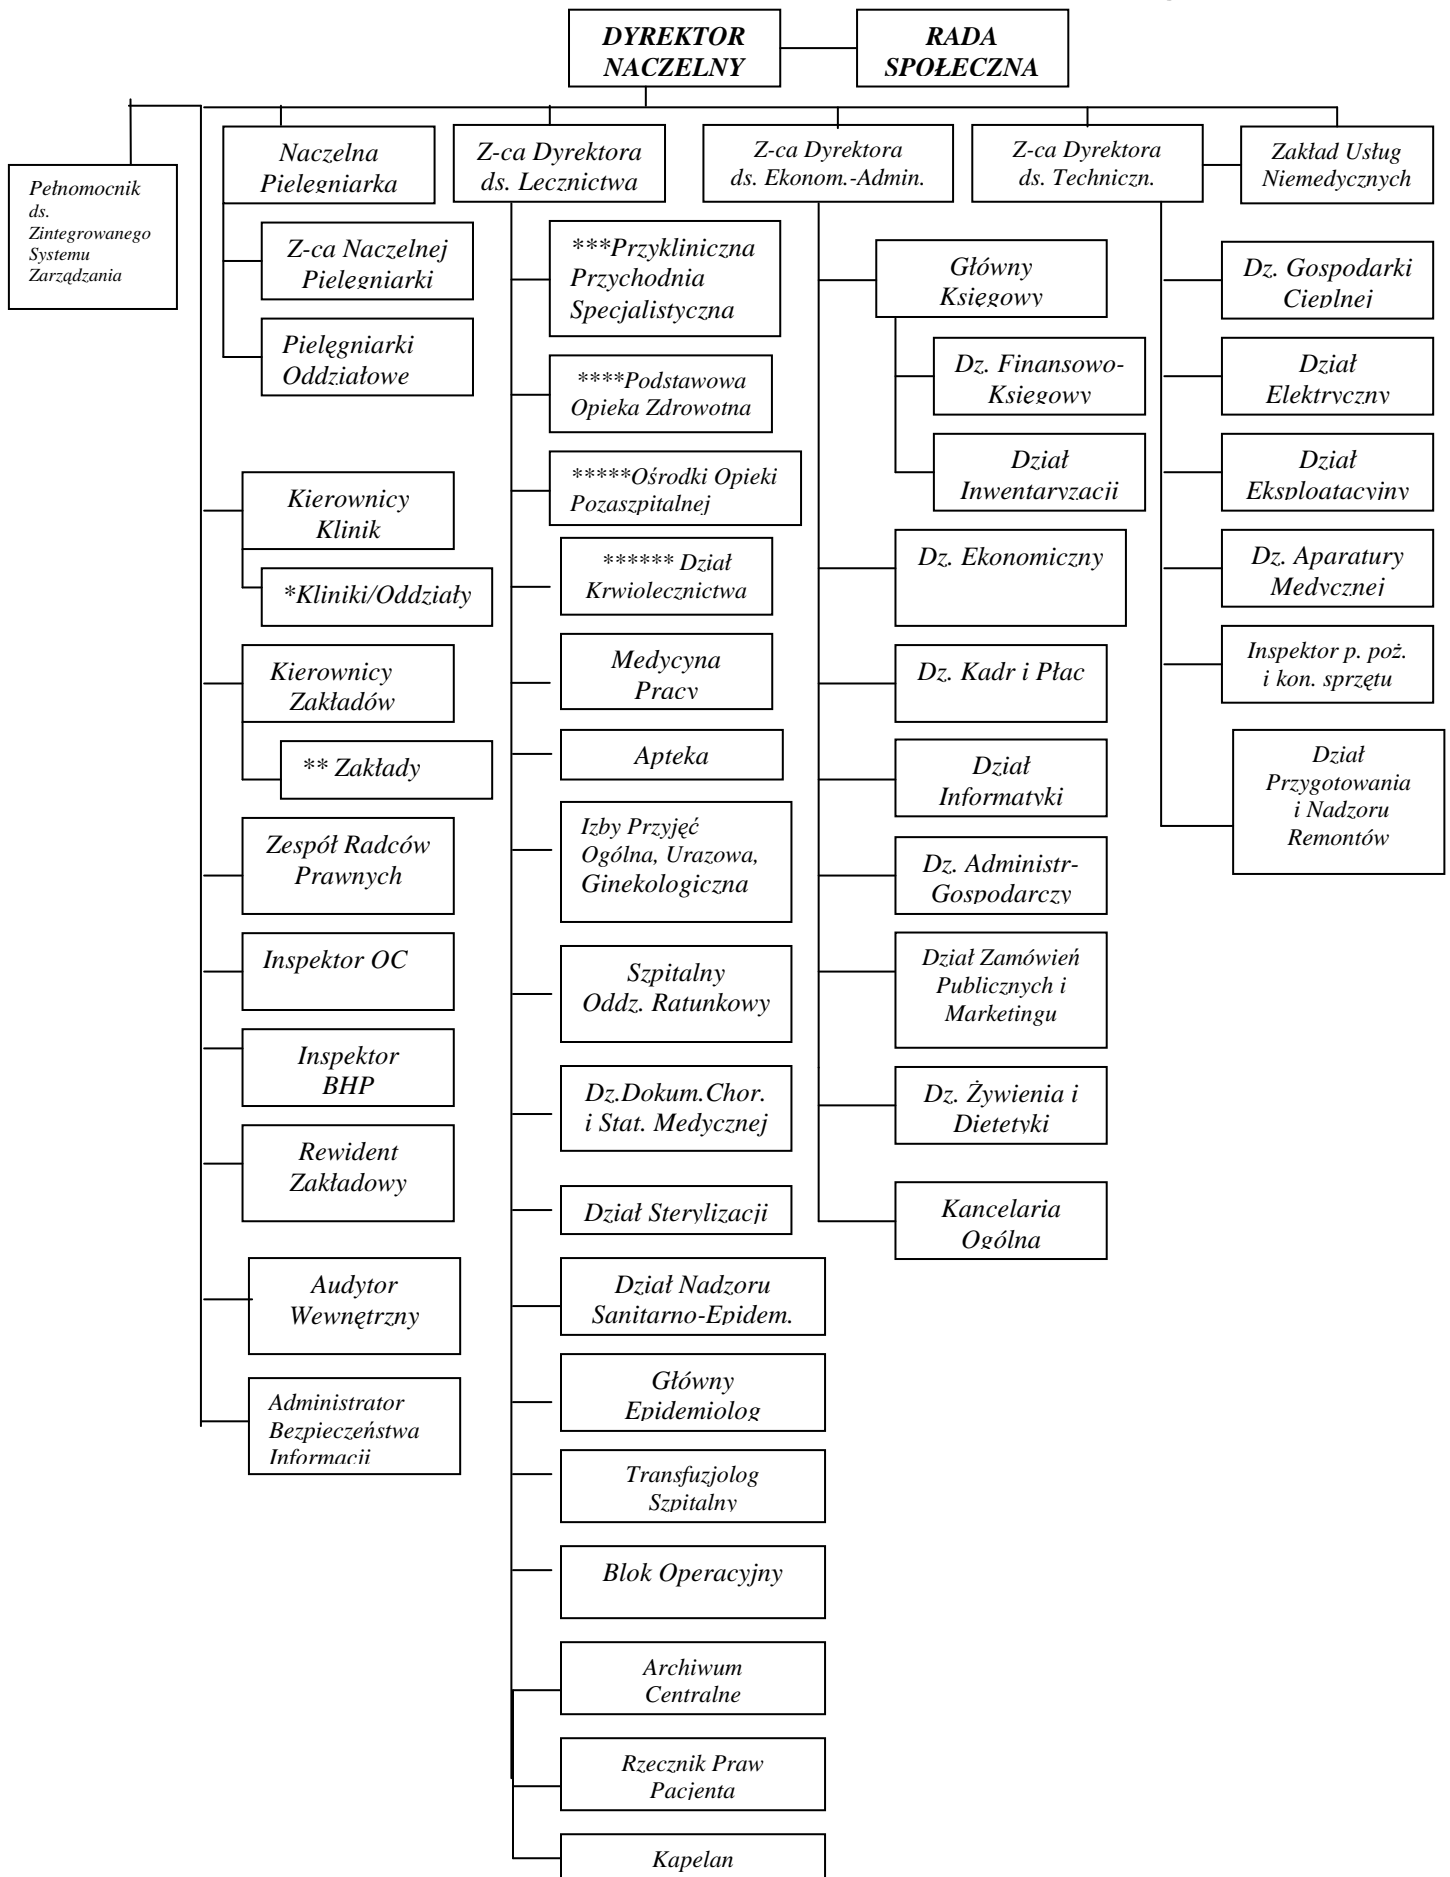 DYREKTOR
NACZELNY
RADA
SPOŁECZNA
Pełnomocnik
ds.
Zintegrowanego
Systemu
Zarządzania
Naczelna
Pielęgniarka
Z-ca Dyrektora
ds. Lecznictwa
Z-ca Dyrektora
ds. Ekonom.-Admin.
Z-ca Dyrektora
ds. Techniczn.
Zakład Usług
Niemedycznych
Z-ca Naczelnej
Pielęgniarki
Pielęgniarki
Oddziałowe
Kierownicy
Klinik
*Kliniki/Oddziały
Kierownicy
Zakładów
** Zakłady
Zespół Radców
Prawnych
Inspektor OC
Inspektor
BHP
Rewident
Zakładowy
Audytor
Wewnętrzny
Administrator
Bezpieczeństwa
Informacji
***Przykliniczna
Przychodnia
Specjalistyczna
****Podstawowa
Opieka Zdrowotna
*****Ośrodki Opieki
Pozaszpitalnej
****** Dział
Krwiolecznictwa
Medycyna
Pracy
Apteka
Izby Przyjęć
Ogólna, Urazowa,
Ginekologiczna
Szpitalny
Oddz. Ratunkowy
Dz.Dokum.Chor.
i Stat. Medycznej
Dział Sterylizacji
Dział Nadzoru
Sanitarno-Epidem.
Główny
Epidemiolog
Transfuzjolog
Szpitalny
Blok Operacyjny
Archiwum
Centralne
Rzecznik Praw
Pacjenta
Kapelan
Główny
Księgowy
Dz. Finansowo-
Księgowy
Dział
Inwentaryzacji
Dz. Ekonomiczny
Dz. Kadr i Płac
Dział
Informatyki
Dz. Administr-
Gospodarczy
Dział Zamówień
Publicznych i
Marketingu
Dz. Żywienia i
Dietetyki
Kancelaria
Ogólna
Dz. Gospodarki
Cieplnej
Dział
Elektryczny
Dział
Eksploatacyjny
Dz. Aparatury
Medycznej
Inspektor p. poż.
i kon. sprzętu
Dział
Przygotowania
i Nadzoru
Remontów